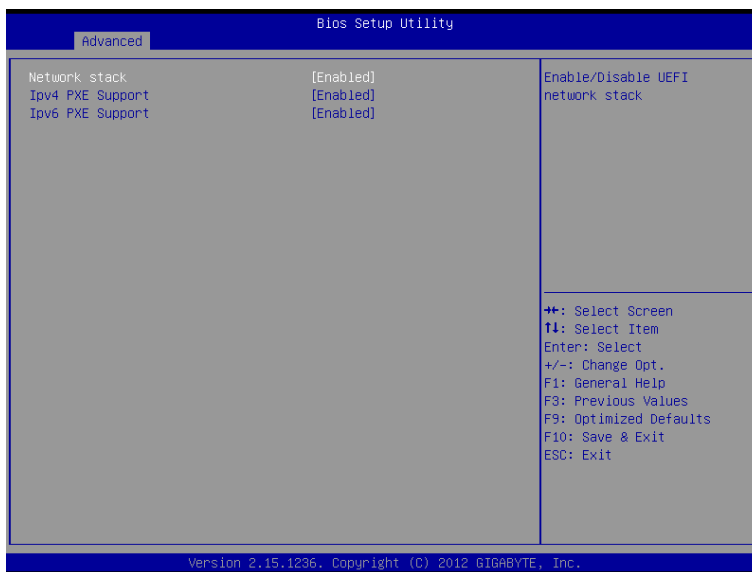 Bios Setup Utility
Advanced
Network stack [Enabled]
Ipv4 PXE Support [Enabled]
Ipv6 PXE Support [Enabled]
Enable/Disable UEFI
network stack
→←: Select Screen
↑↓: Select Item
Enter: Select
+/-: Change Opt.
F1: General Help
F3: Previous Values
F9: Optimized Defaults
F10: Save & Exit
ESC: Exit
Version 2.15.1236. Copyright (C) 2012 GIGABYTE, Inc.